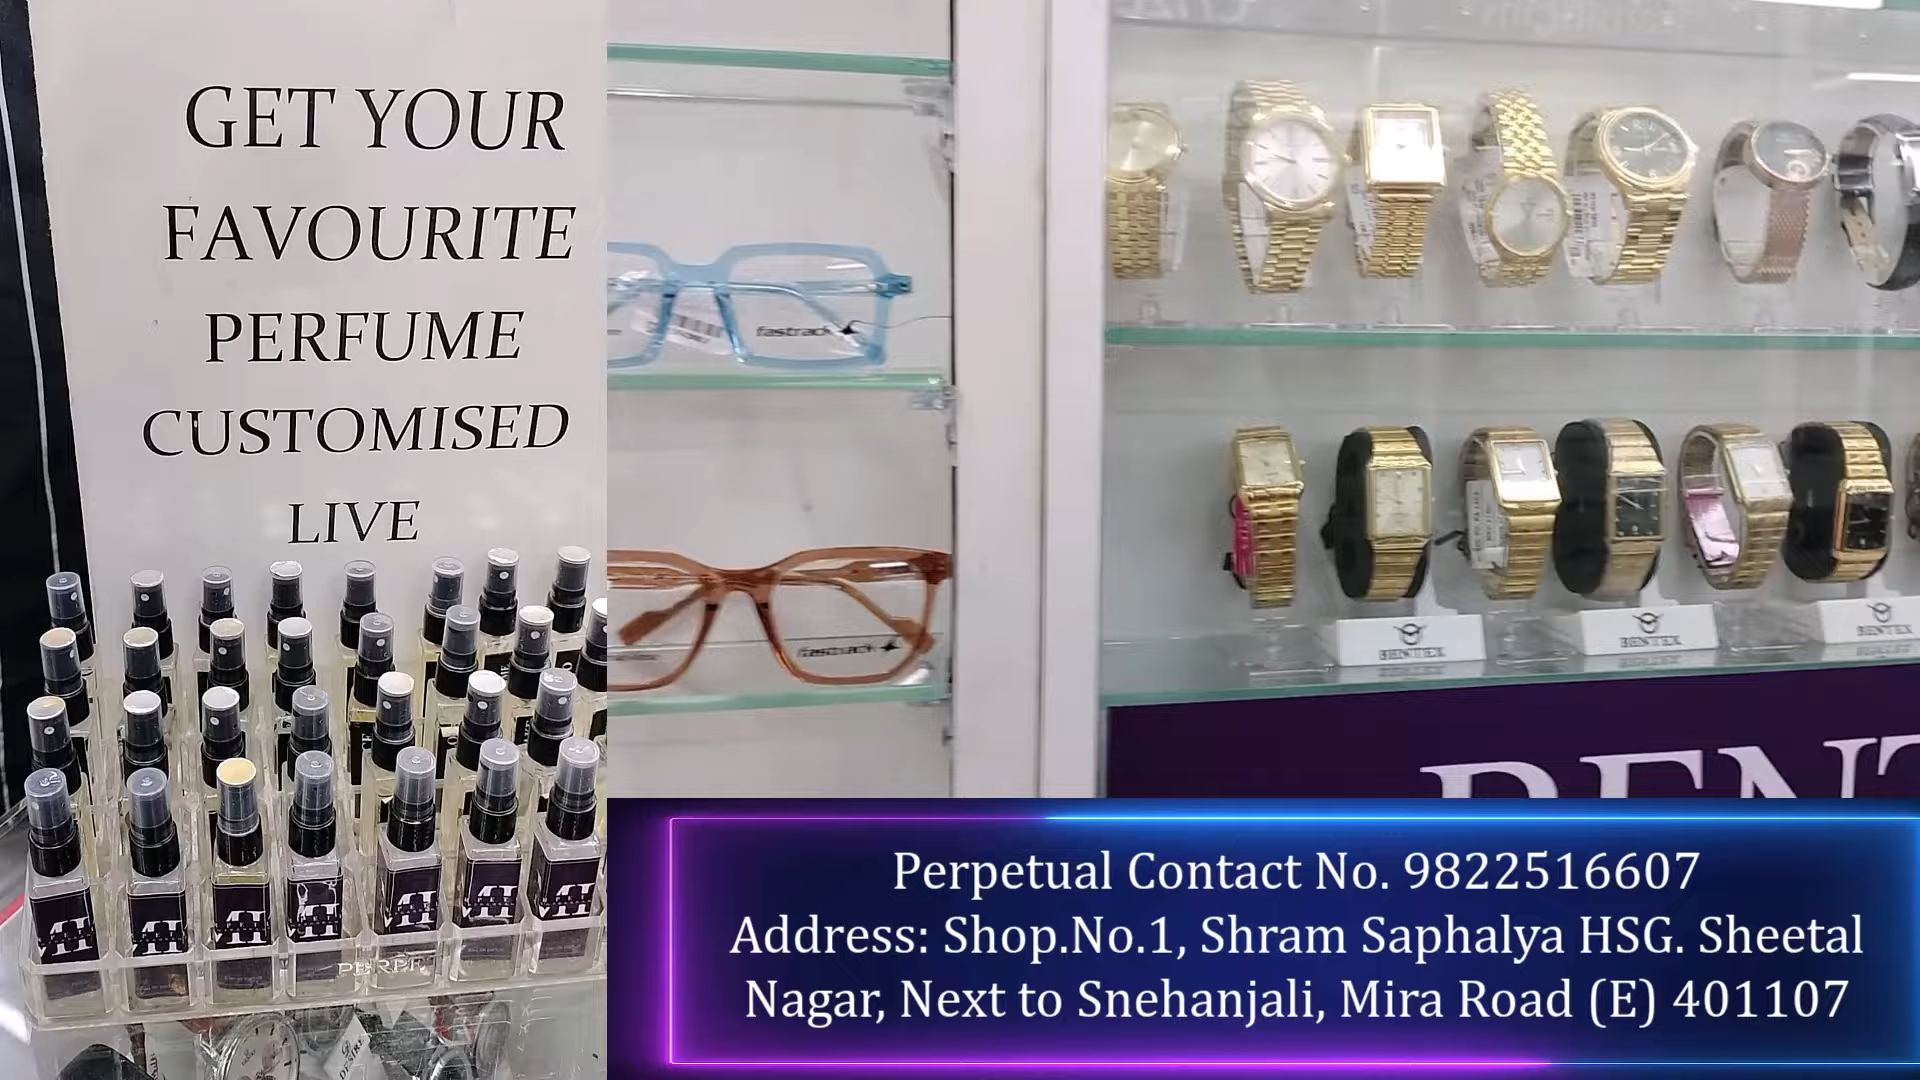 GET YOUR
FAVOURITE
PERFUME
CUSTOMISED
LIVE
fastrack
fastrack
BENTEX
BENTEX
BENTEX
Perpetual Contact No. 9822516607
Address: Shop.No.1, Shram Saphalya HSG. Sheetal
Nagar, Next to Snehanjali, Mira Road (E) 401107